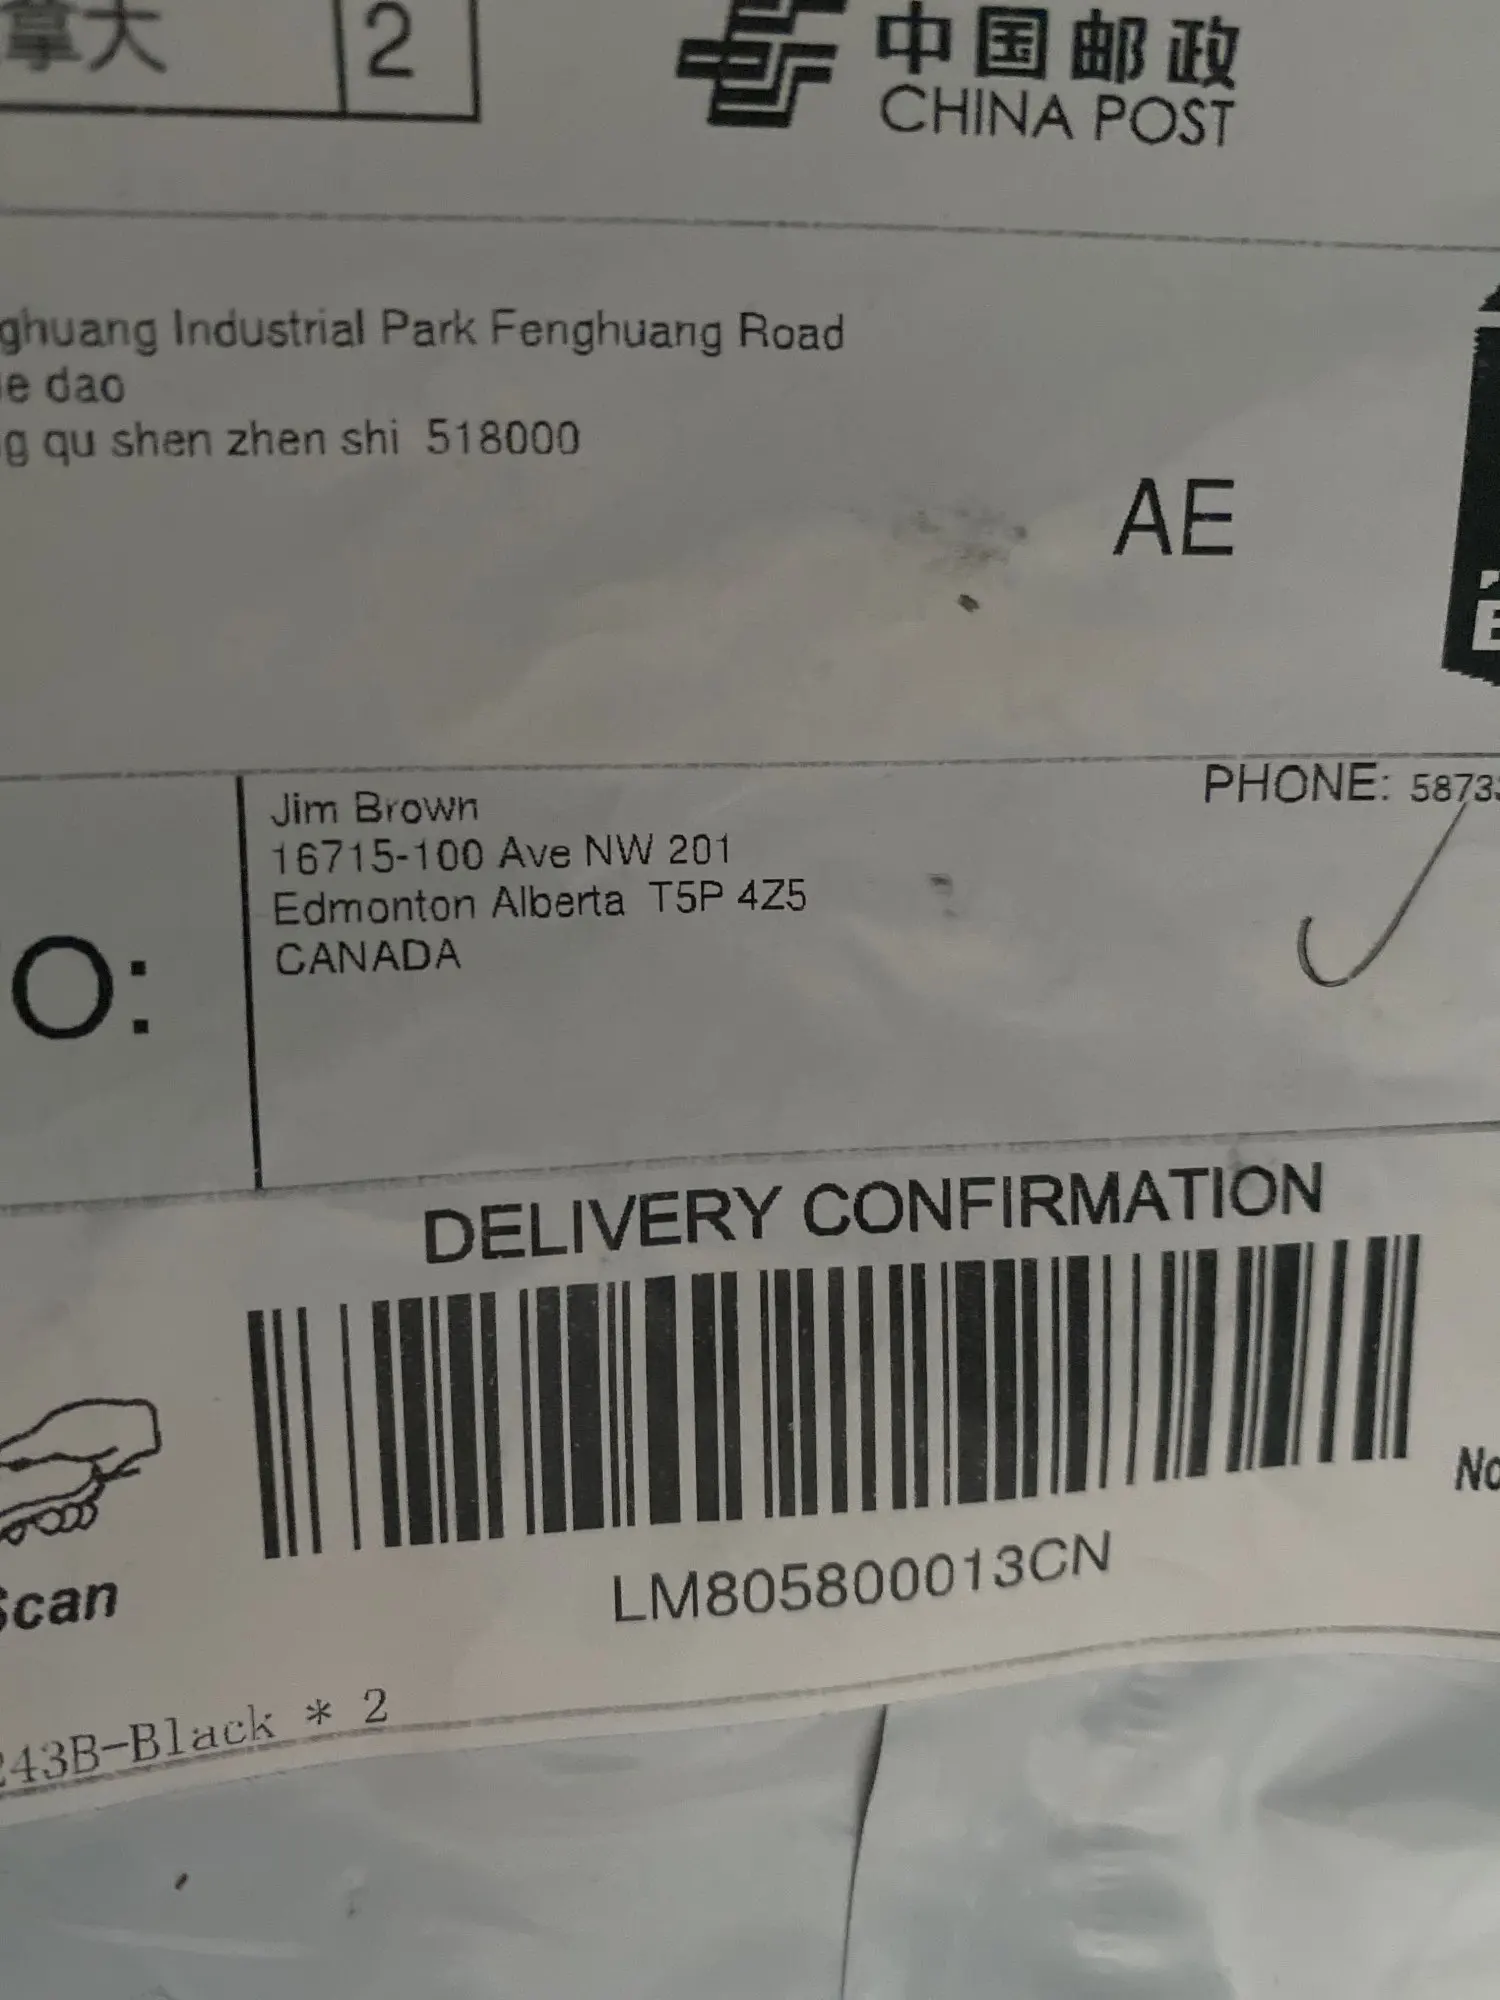 拿大 2
中国邮政
CHINA POST
ghuang Industrial Park Fenghuang Road
e dao
g qu shen zhen shi 518000
AE
O:
Jim Brown
16715-100 Ave NW 201
Edmonton Alberta T5P 4Z5
CANADA
PHONE: 5873
DELIVERY CONFIRMATION
LM805800013CN
Scan
243B-Black * 2